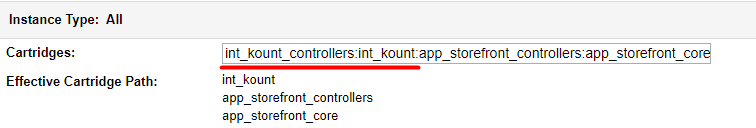 Instance Type: All
Cartridges: int_kount_controllers:int_kount:app_storefront_controllers:app_storefront_core
Effective Cartridge Path: int_kount
app_storefront_controllers
app_storefront_core